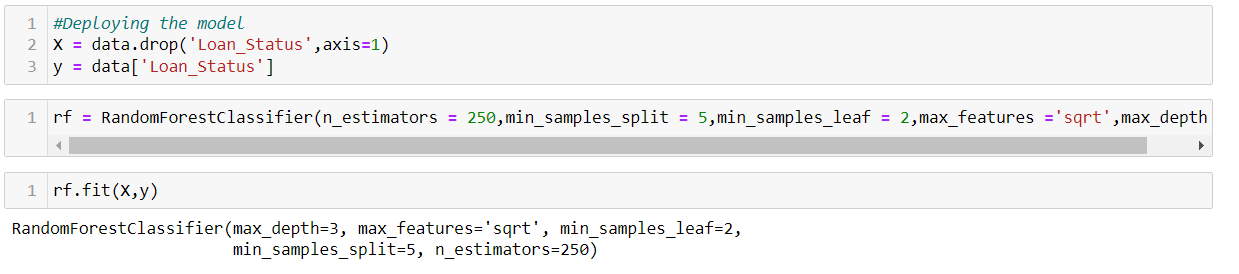 1 #Deploying the model
2 X = data.drop('Loan_Status',axis=1)
3 y = data['Loan_Status']
1 rf = RandomForestClassifier(n_estimators = 250,min_samples_split = 5,min_samples_leaf = 2,max_features ='sqrt',max_depth
1 rf.fit(X,y)
RandomForestClassifier(max_depth=3, max_features='sqrt', min_samples_leaf=2,
min_samples_split=5, n_estimators=250)